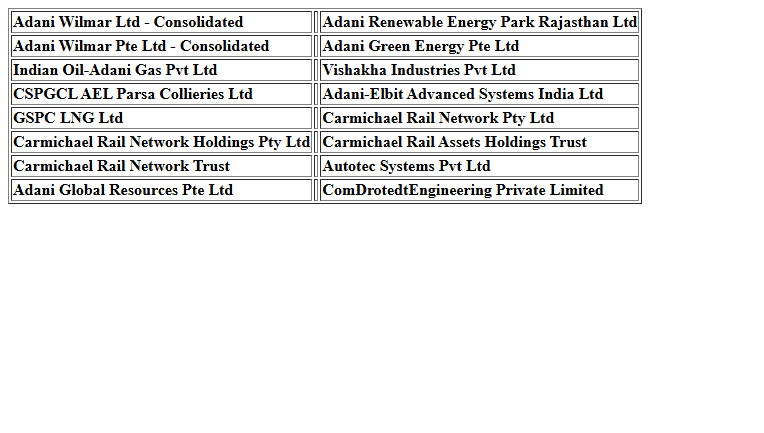 Adani Wilmar Ltd - Consolidated Adani Renewable Energy Park Rajasthan Ltd
Adani Wilmar Pte Ltd - Consolidated Adani Green Energy Pte Ltd
Indian Oil-Adani Gas Pvt Ltd Vishakha Industries Pvt Ltd
CSPGCL AEL Parsa Collieries Ltd Adani-Elbit Advanced Systems India Ltd
GSPC LNG Ltd Carmichael Rail Network Pty Ltd
Carmichael Rail Network Holdings Pty Ltd Carmichael Rail Assets Holdings Trust
Carmichael Rail Network Trust Autotec Systems Pvt Ltd
Adani Global Resources Pte Ltd ComDrotedtEngineering Private Limited